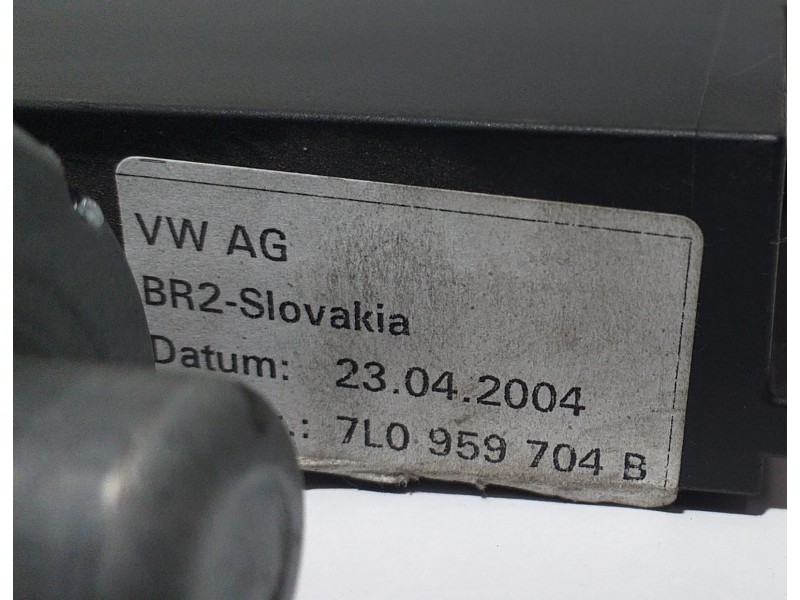 VW AG
BR2-Slovakia
Datum: 23.04.2004
.: 7L0 959 704 B